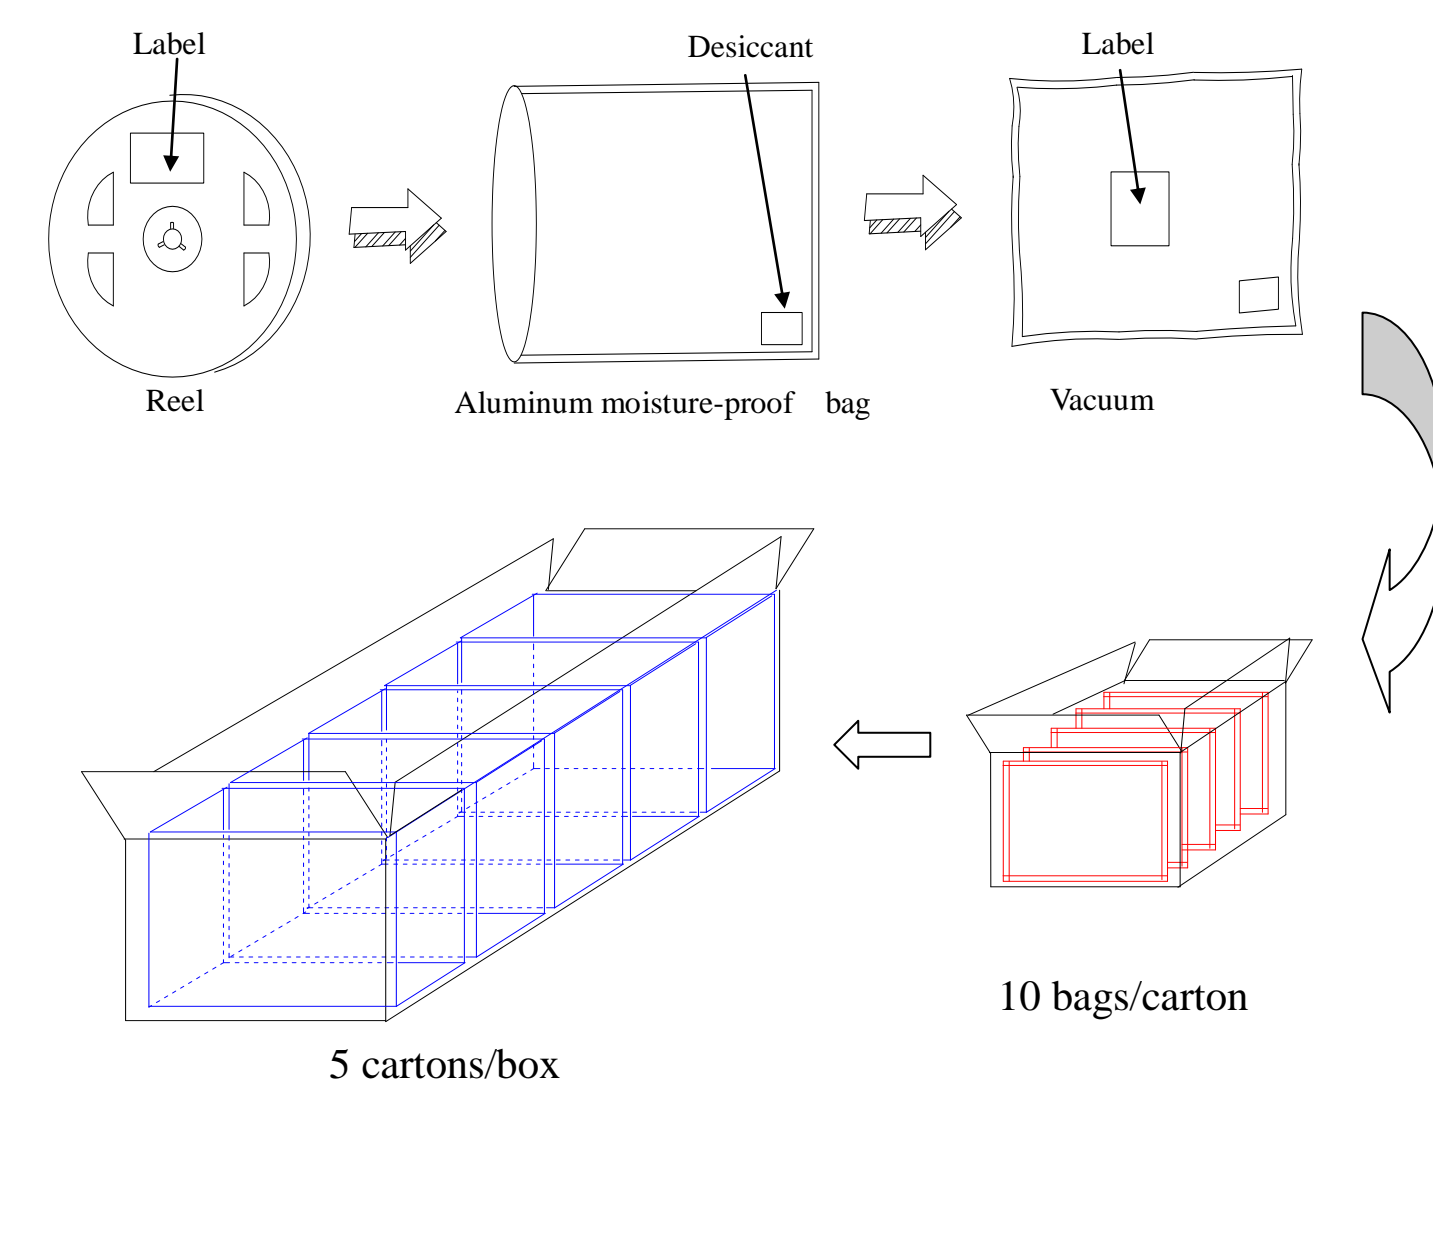 Label
Desiccant
Label
Reel
Aluminum moisture-proof bag
Vacuum
10 bags/carton
5 cartons/box